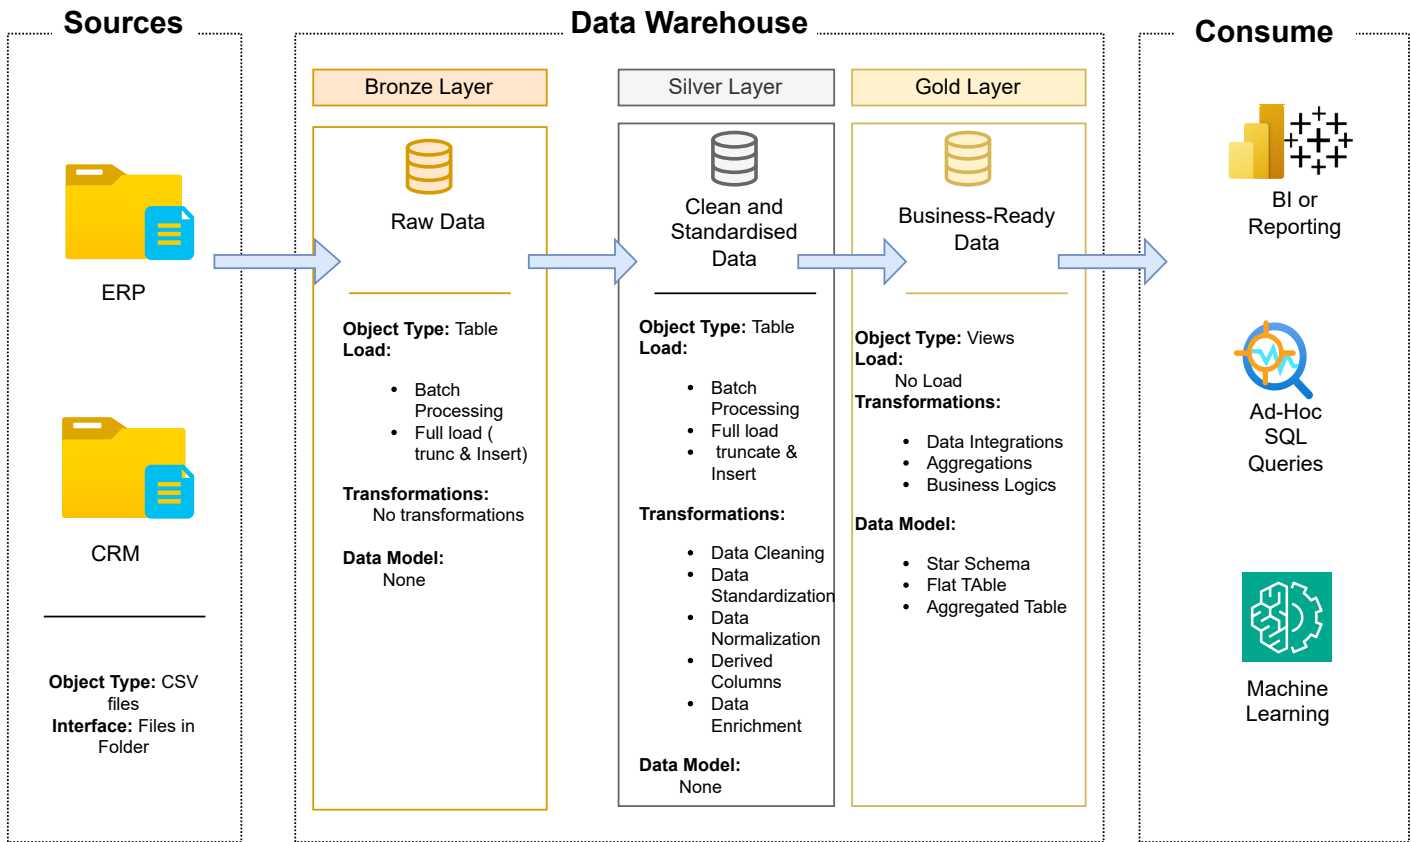 Sources
ERP
CRM
Object Type: CSV
files
Interface: Files in
Folder
Data Warehouse
Bronze Layer
Raw Data
Object Type: Table
Load:
• Batch
Processing
• Full load (
trunc & Insert)
Transformations:
No transformations
Data Model:
None
Silver Layer
Clean and
Standardised
Data
Object Type: Table
Load:
• Batch
Processing
• Full load
• truncate &
Insert
Transformations:
• Data Cleaning
• Data
Standardization
• Data
Normalization
• Derived
Columns
• Data
Enrichment
Data Model:
None
Gold Layer
Business-Ready
Data
Object Type: Views
Load:
No Load
Transformations:
• Data Integrations
• Aggregations
• Business Logics
Data Model:
• Star Schema
• Flat TAble
• Aggregated Table
Consume
BI or
Reporting
Ad-Hoc
SQL
Queries
Machine
Learning